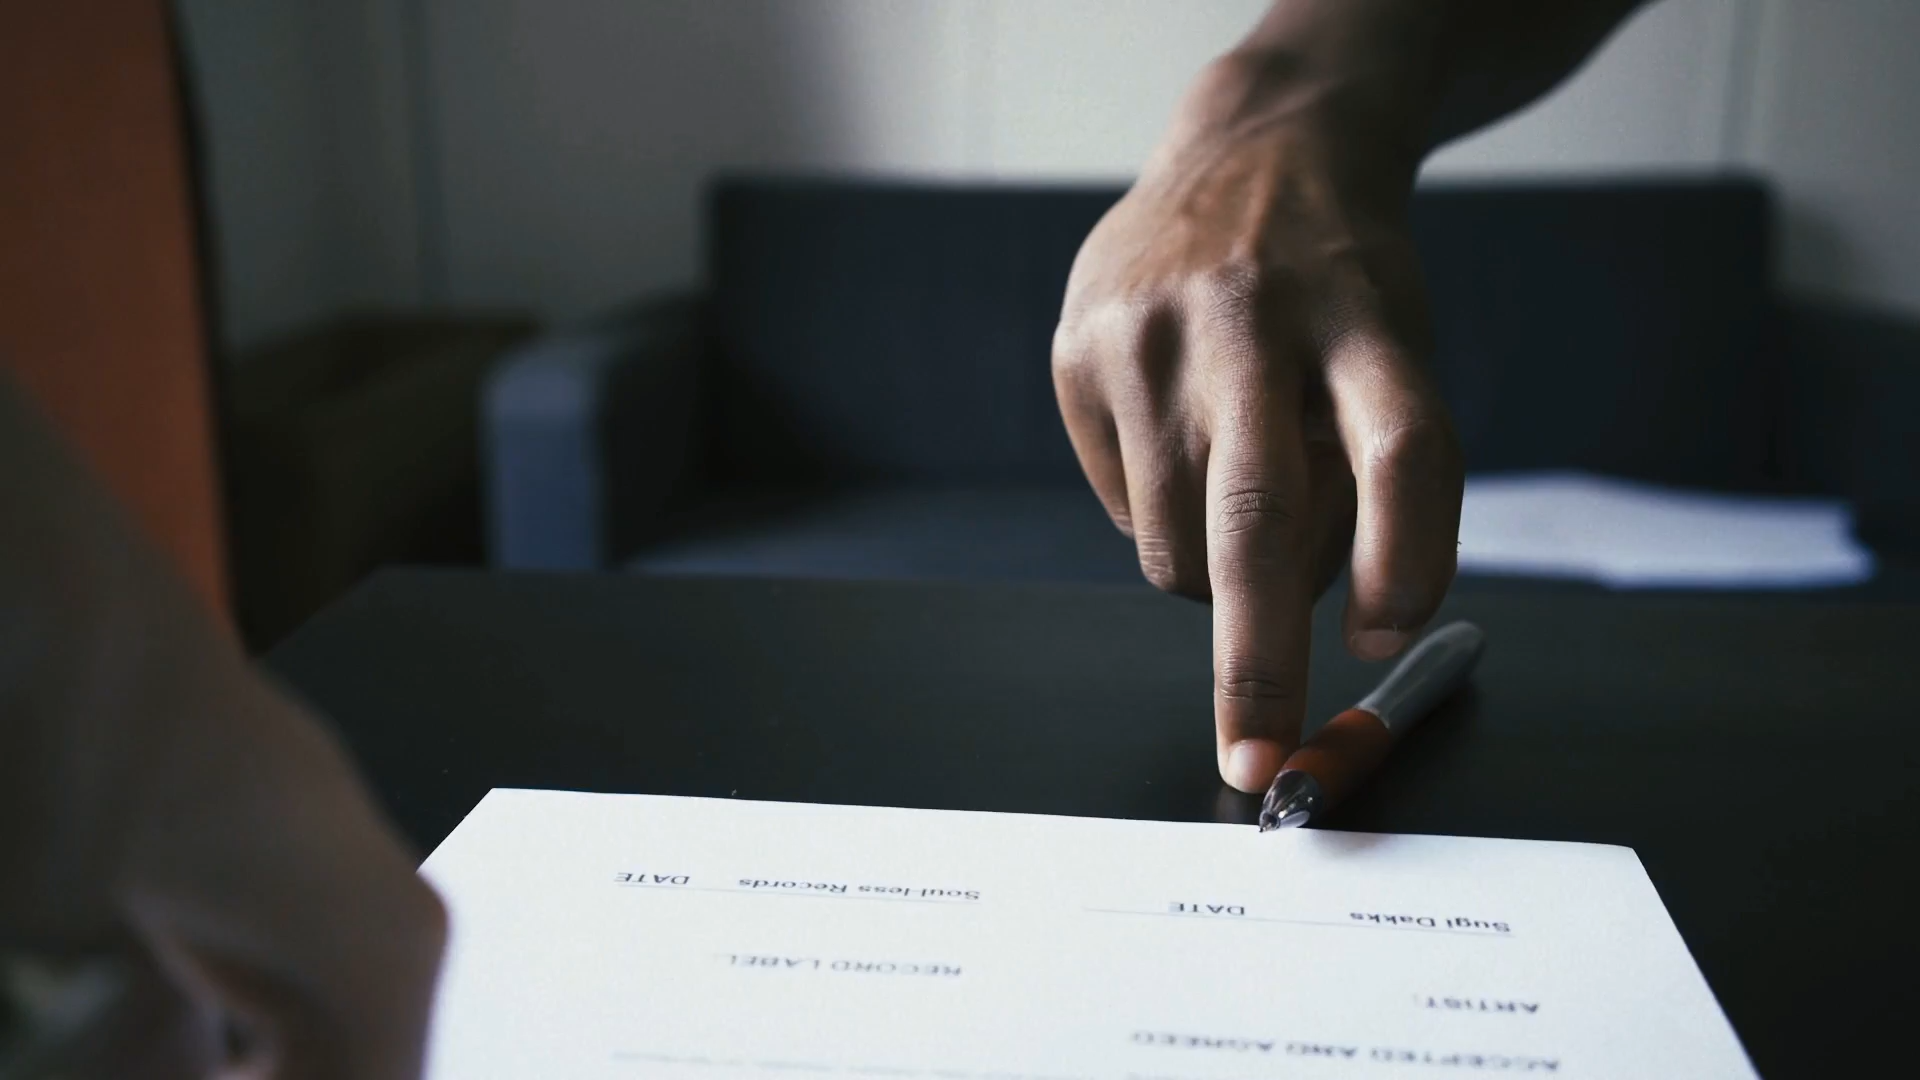 ACCEPTED AND AGREED
ARTIST: RECORD LABEL:
Sugi Dakks DATE Soul-less Records DATE